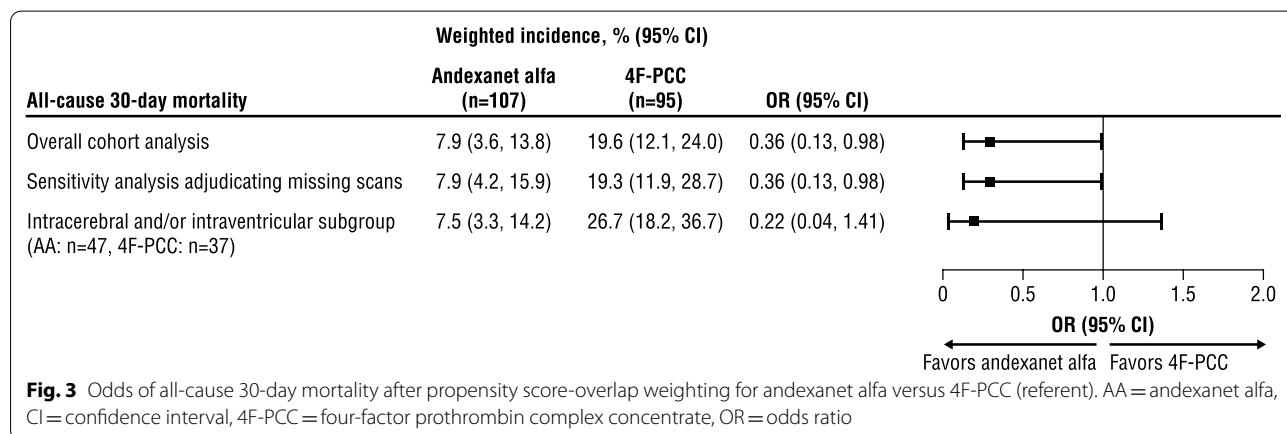 Weighted incidence, % (95% CI)
Andexanet alfa 4F-PCC
All-cause 30-day mortality (n=107) (n=95) OR (95% CI)
Overall cohort analysis 7.9 (3.6, 13.8) 19.6 (12.1, 24.0) 0.36 (0.13, 0.98)
Sensitivity analysis adjudicating missing scans 7.9 (4.2, 15.9) 19.3 (11.9, 28.7) 0.36 (0.13, 0.98)
Intracerebral and/or intraventricular subgroup 7.5 (3.3, 14.2) 26.7 (18.2, 36.7) 0.22 (0.04, 1.41)
(AA: n=47, 4F-PCC: n=37)
0 0.5 1.0 1.5 2.0
OR (95% CI)
Favors andexanet alfa Favors 4F-PCC
Fig. 3 Odds of all-cause 30-day mortality after propensity score-overlap weighting for andexanet alfa versus 4F-PCC (referent). AA = andexanet alfa,
CI = confidence interval, 4F-PCC = four-factor prothrombin complex concentrate, OR = odds ratio